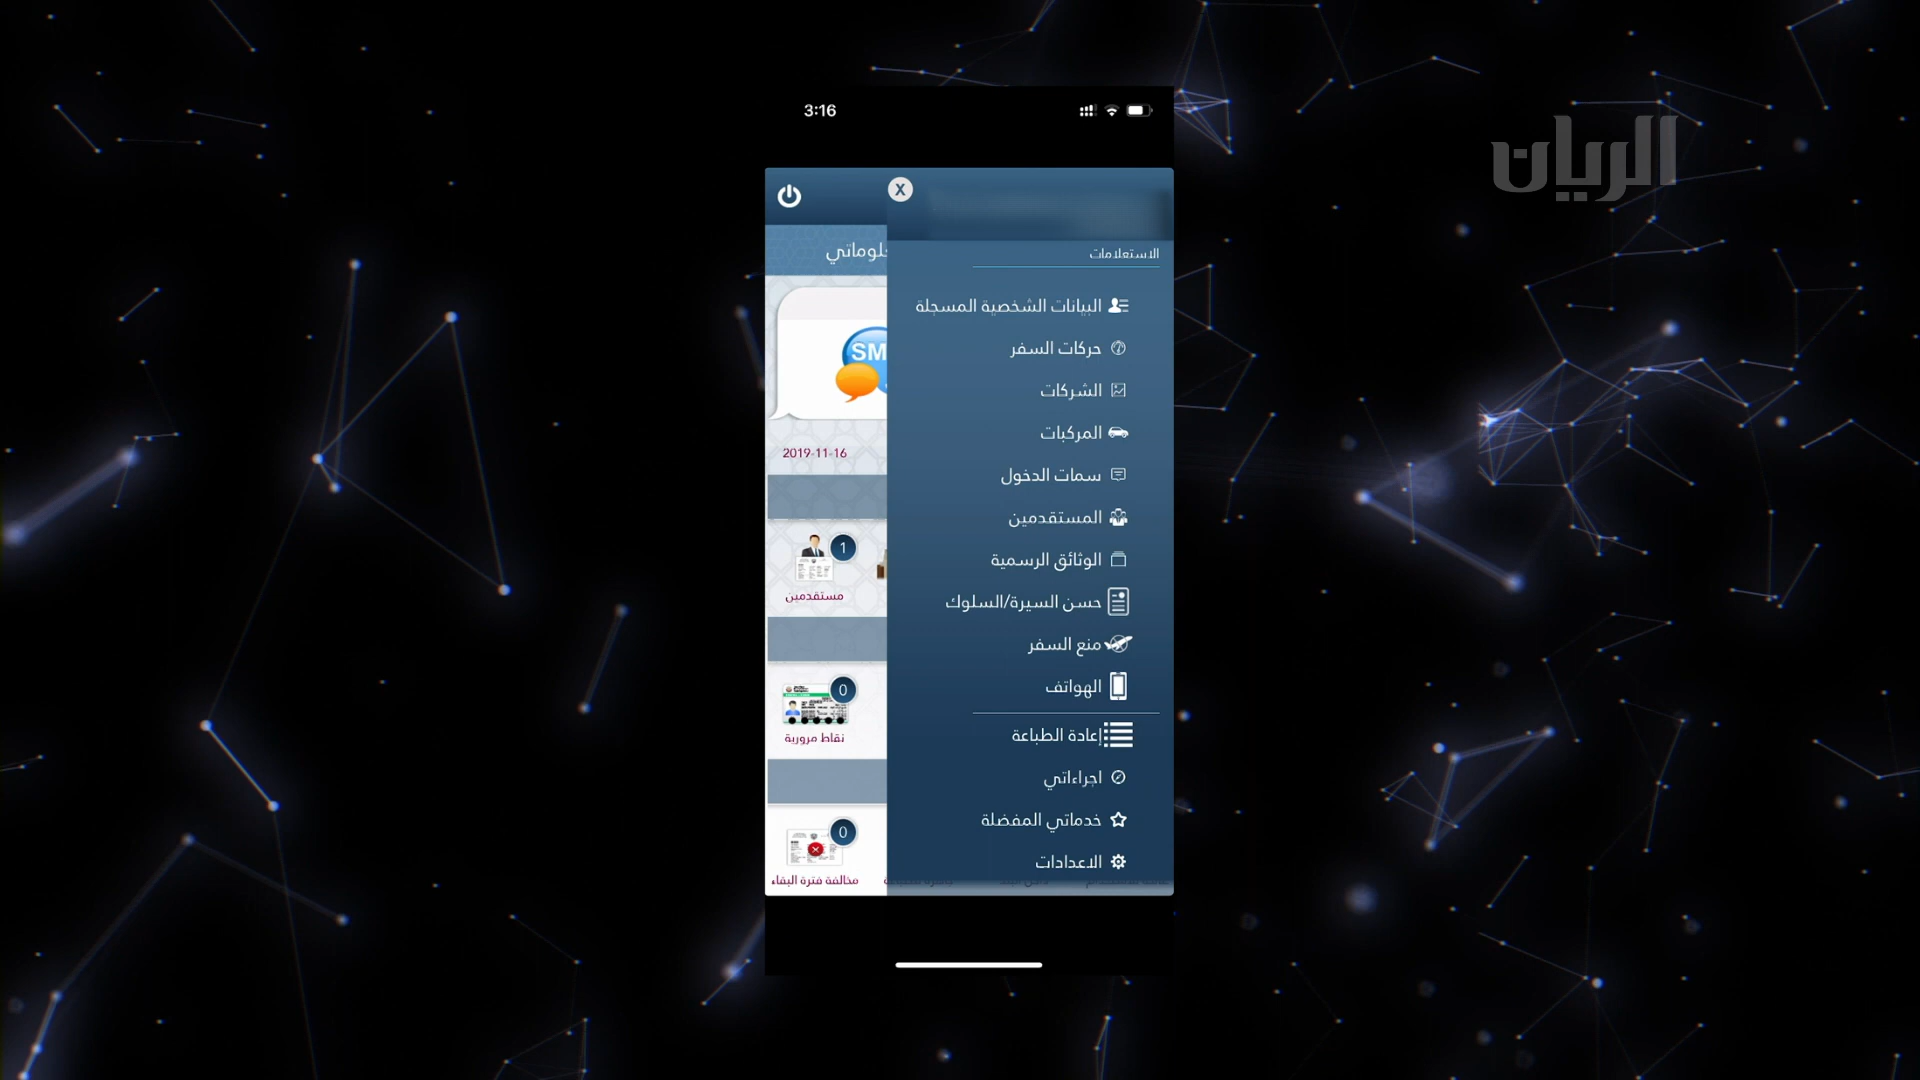 3:16
الريان
X
الاستعلامات
البيانات الشخصية المسجلة
حركات السفر
الشركات
المركبات
سمات الدخول
المستقدمين
الوثائق الرسمية
حسن السيرة/السلوك
منع السفر
الهواتف
إعادة الطباعة
اجراءاتي
خدماتي المفضلة
الاعدادات
لوماتي
SM
2019-11-16
1
مستقدمين
0
نقاط مرورية
0
مخالفة فترة البقاء